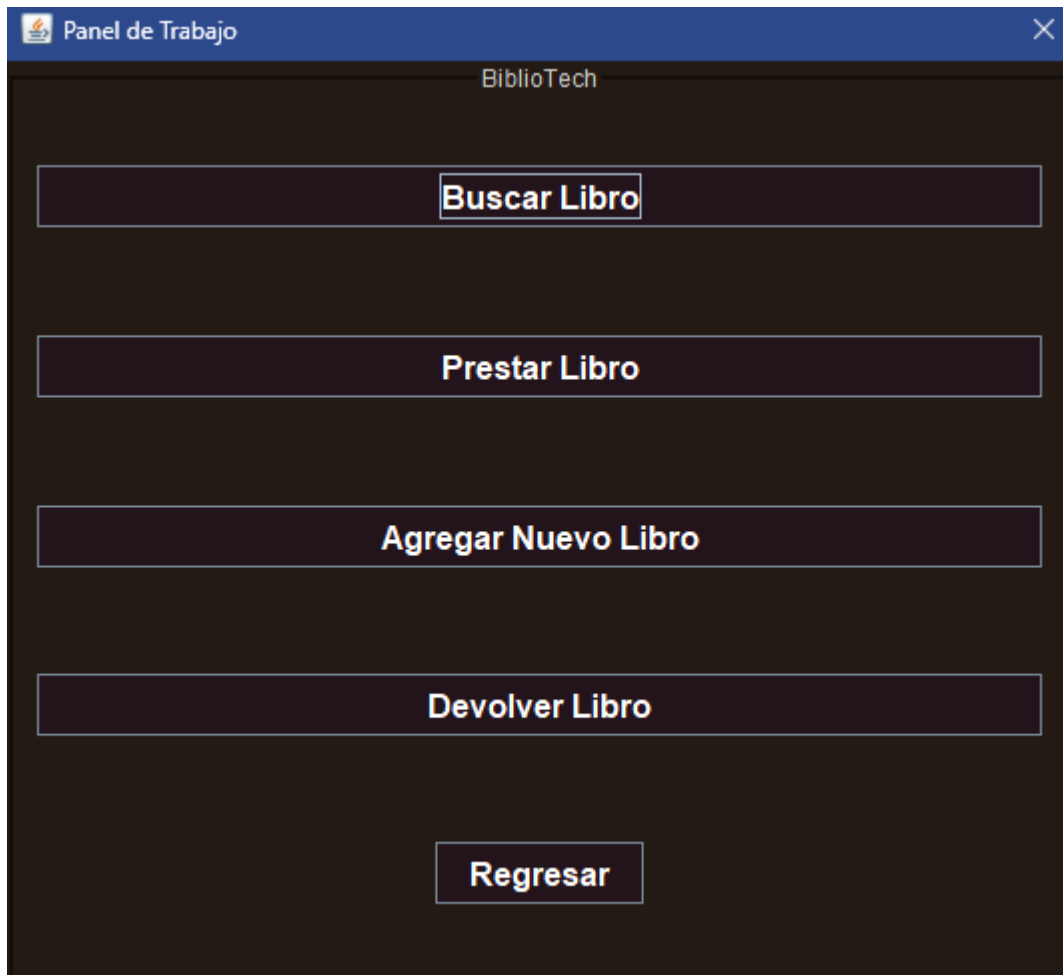 Panel de Trabajo
BiblioTech
Buscar Libro
Prestar Libro
Agregar Nuevo Libro
Devolver Libro
Regresar